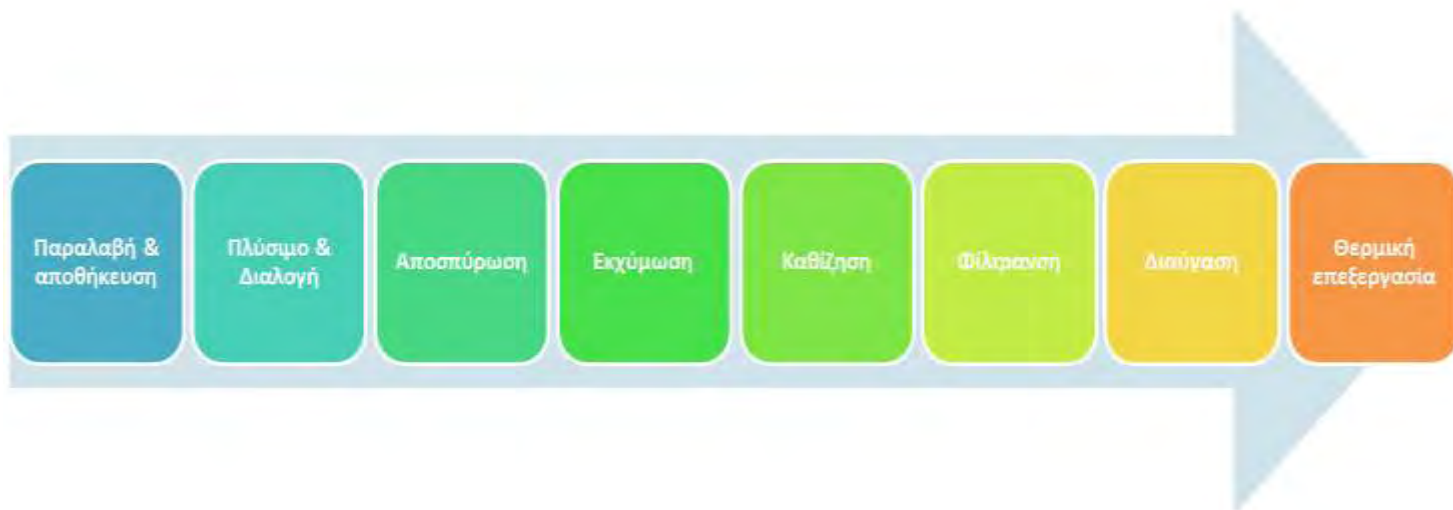 Παραλαβή &
αποθήκευση
Πλύσιμο &
Διαλογή
Αποσπύρωση
Εκχύμωση
Καθίζηση
Φίλτρανση
Διαύγαση
Θερμική
επεξεργασία